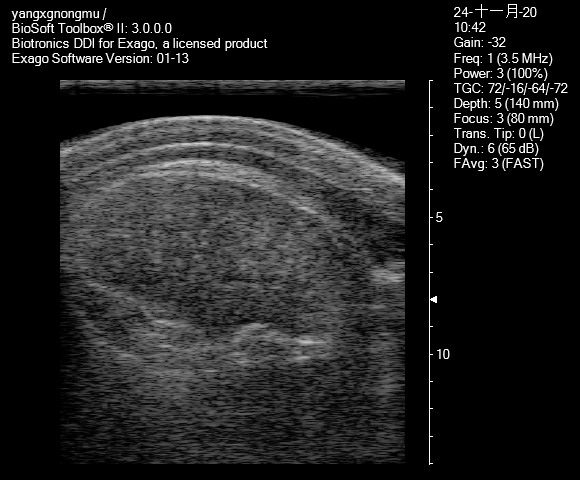 yangxgnongmu /
BioSoft Toolbox® II: 3.0.0.0
Biotronics DDI for Exago, a licensed product
Exago Software Version: 01-13
24-十一月-20
10:42
Gain: -32
Freq: 1 (3.5 MHz)
Power: 3 (100%)
TGC: 72/-16/-64/-72
Depth: 5 (140 mm)
Focus: 3 (80 mm)
Trans. Tip: 0 (L)
Dyn.: 6 (65 dB)
FAvg: 3 (FAST)
5
10